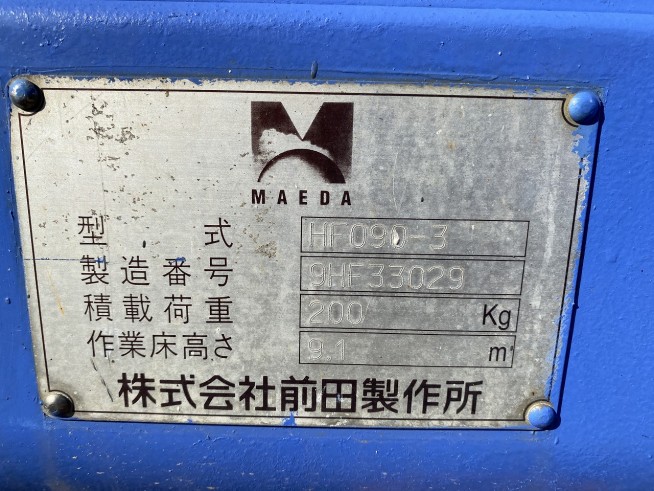 MAEDA
型式 HF090-3
製造番号 9HF33029
積載荷重 200 Kg
作業床高さ 9.1 m
株式会社前田製作所